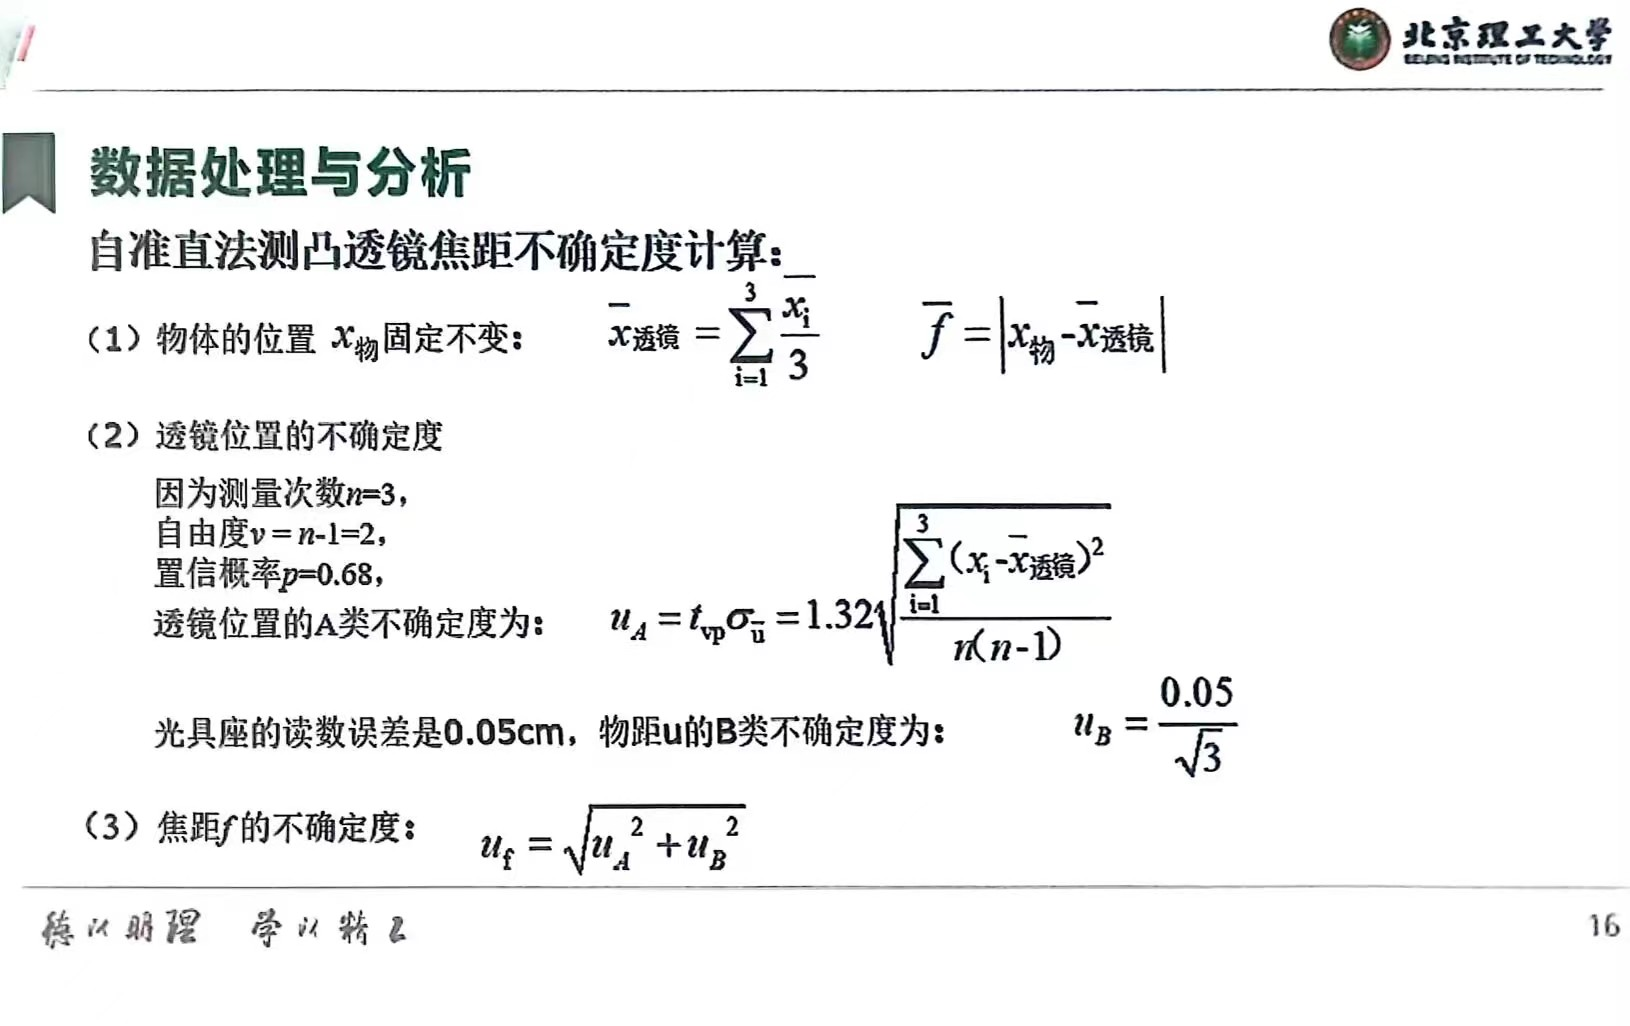 北京理工大学
BEIJING INSTITUTE OF TECHNOLOGY
数据处理与分析
自准直法测凸透镜焦距不确定度计算：
（1）物体的位置 x物固定不变： x̄透镜 = ∑_{i=1}^{3} x̄i/3 f̄ = |x物-x̄透镜|
（2）透镜位置的不确定度
因为测量次数n=3，
自由度v = n-1=2，
置信概率p=0.68，
透镜位置的A类不确定度为： u_A = t_vp σ_ū = 1.32√(∑_{i=1}^{3}(xi-x̄透镜)²/n(n-1))
光具座的读数误差是0.05cm，物距u的B类不确定度为： u_B = 0.05/√3
（3）焦距f的不确定度： u_f = √(u_A²+u_B²)
德以明理 学以精工
16